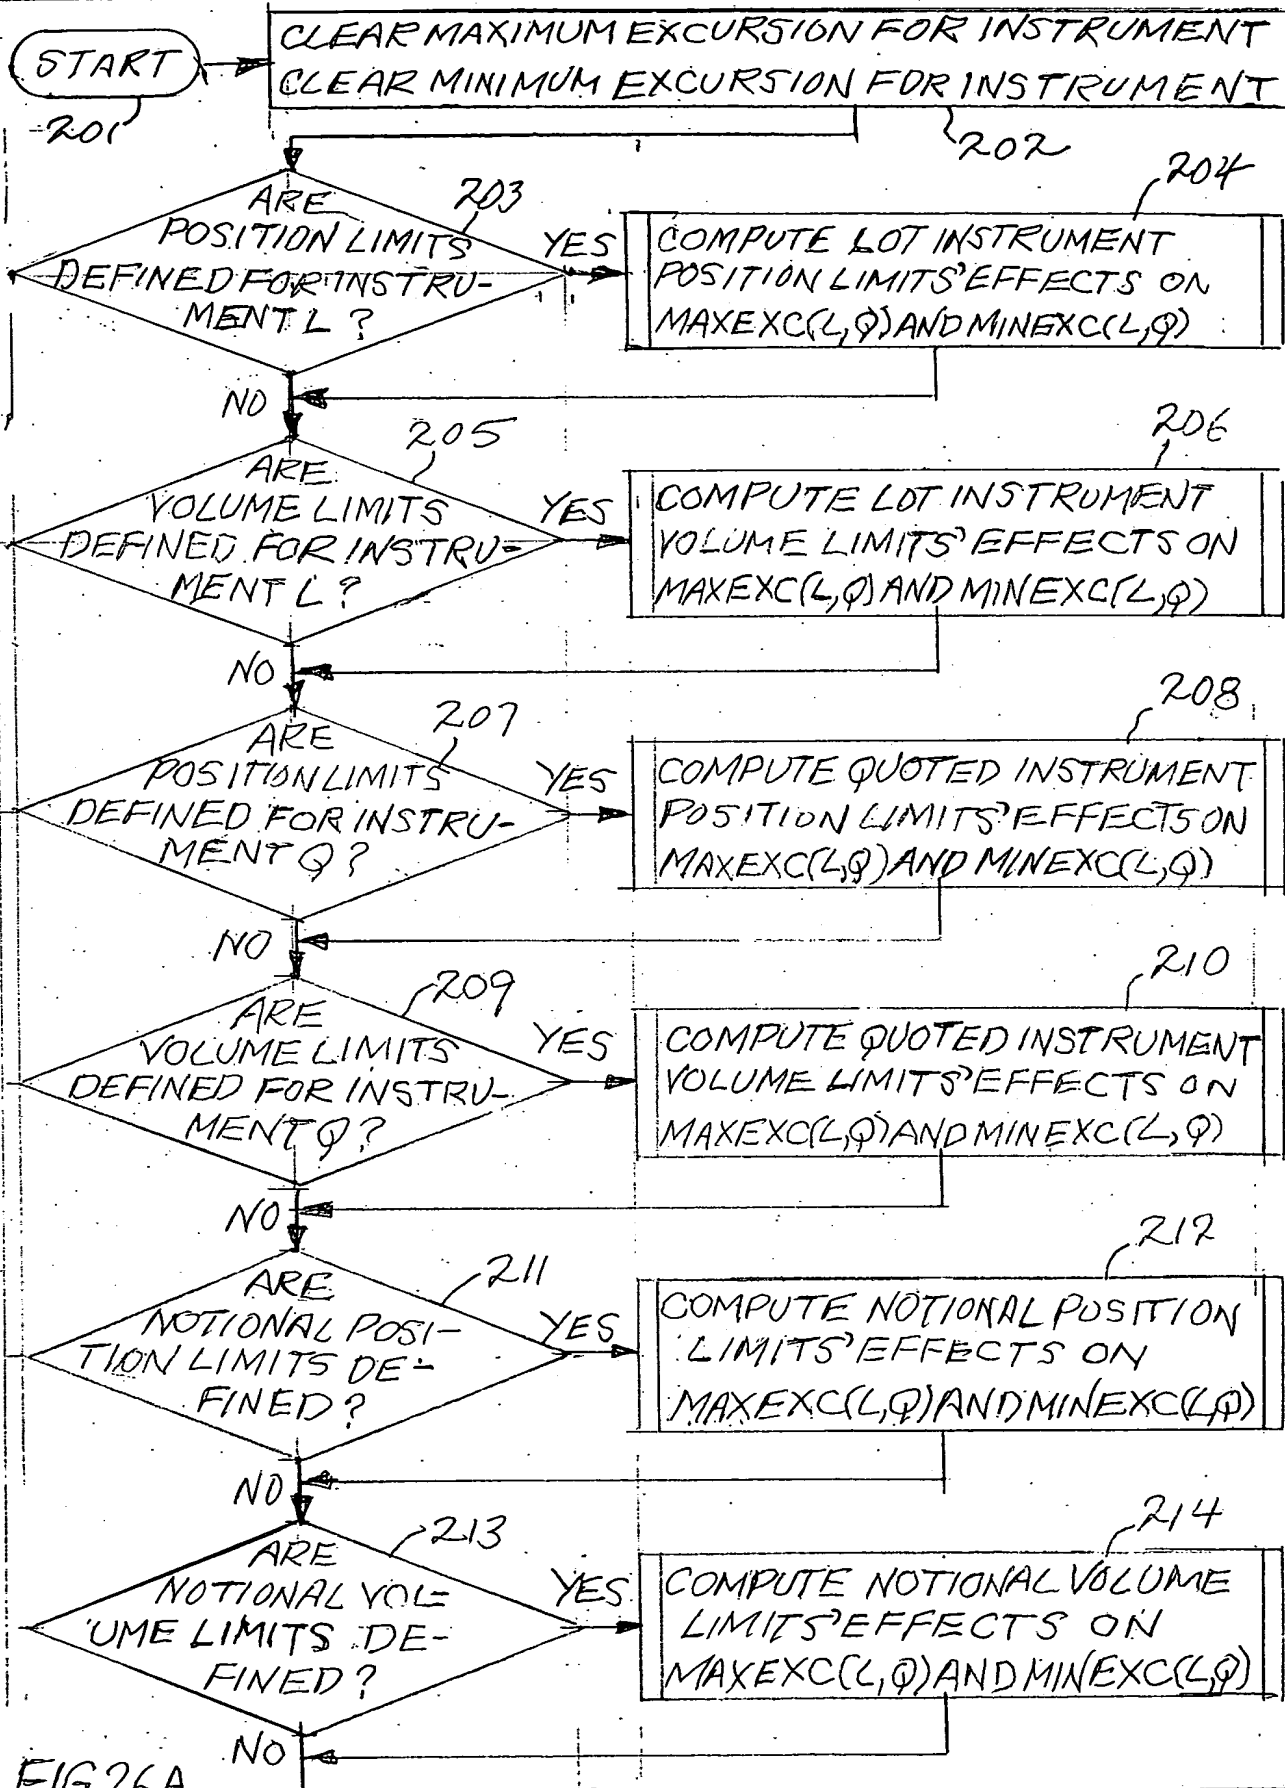 START
201
CLEAR MAXIMUM EXCURSION FOR INSTRUMENT
CLEAR MINIMUM EXCURSION FOR INSTRUMENT
202
ARE
POSITION LIMITS
DEFINED FOR INSTRU-
MENT L ?
203
YES
204
COMPUTE LOT INSTRUMENT
POSITION LIMITS' EFFECTS ON
MAXEXC(L,Q) AND MINEXC(L,Q)
NO
ARE
VOLUME LIMITS
DEFINED FOR INSTRU-
MENT L ?
205
YES
206
COMPUTE LOT INSTRUMENT
VOLUME LIMITS' EFFECTS ON
MAXEXC(L,Q) AND MINEXC(L,Q)
NO
ARE
POSITION LIMITS
DEFINED FOR INSTRU-
MENT Q ?
207
YES
208
COMPUTE QUOTED INSTRUMENT
POSITION LIMITS' EFFECTS ON
MAXEXC(L,Q) AND MINEXC(L,Q)
NO
ARE
VOLUME LIMITS
DEFINED FOR INSTRU-
MENT Q ?
209
YES
210
COMPUTE QUOTED INSTRUMENT
VOLUME LIMITS' EFFECTS ON
MAXEXC(L,Q) AND MINEXC(L,Q)
NO
ARE
NOTIONAL POSI-
TION LIMITS DE-
FINED ?
211
YES
212
COMPUTE NOTIONAL POSITION
LIMITS' EFFECTS ON
MAXEXC(L,Q) AND MINEXC(L,Q)
NO
ARE
NOTIONAL VOL-
UME LIMITS DE-
FINED ?
213
YES
214
COMPUTE NOTIONAL VOLUME
LIMITS' EFFECTS ON
MAXEXC(L,Q) AND MINEXC(L,Q)
NO
FIG 26A